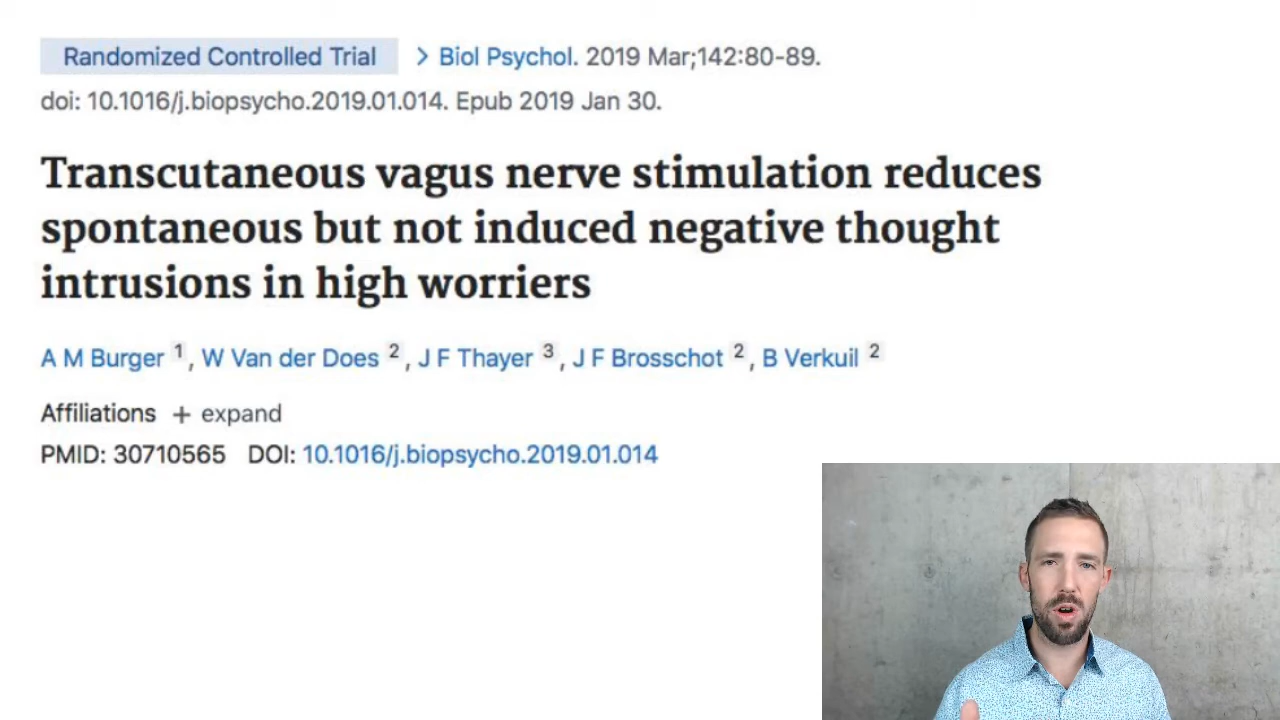 Randomized Controlled Trial > Biol Psychol. 2019 Mar;142:80-89.
doi: 10.1016/j.biopsycho.2019.01.014. Epub 2019 Jan 30.
Transcutaneous vagus nerve stimulation reduces
spontaneous but not induced negative thought
intrusions in high worriers
A M Burger 1, W Van der Does 2, J F Thayer 3, J F Brosschot 2, B Verkuil 2
Affiliations + expand
PMID: 30710565 DOI: 10.1016/j.biopsycho.2019.01.014